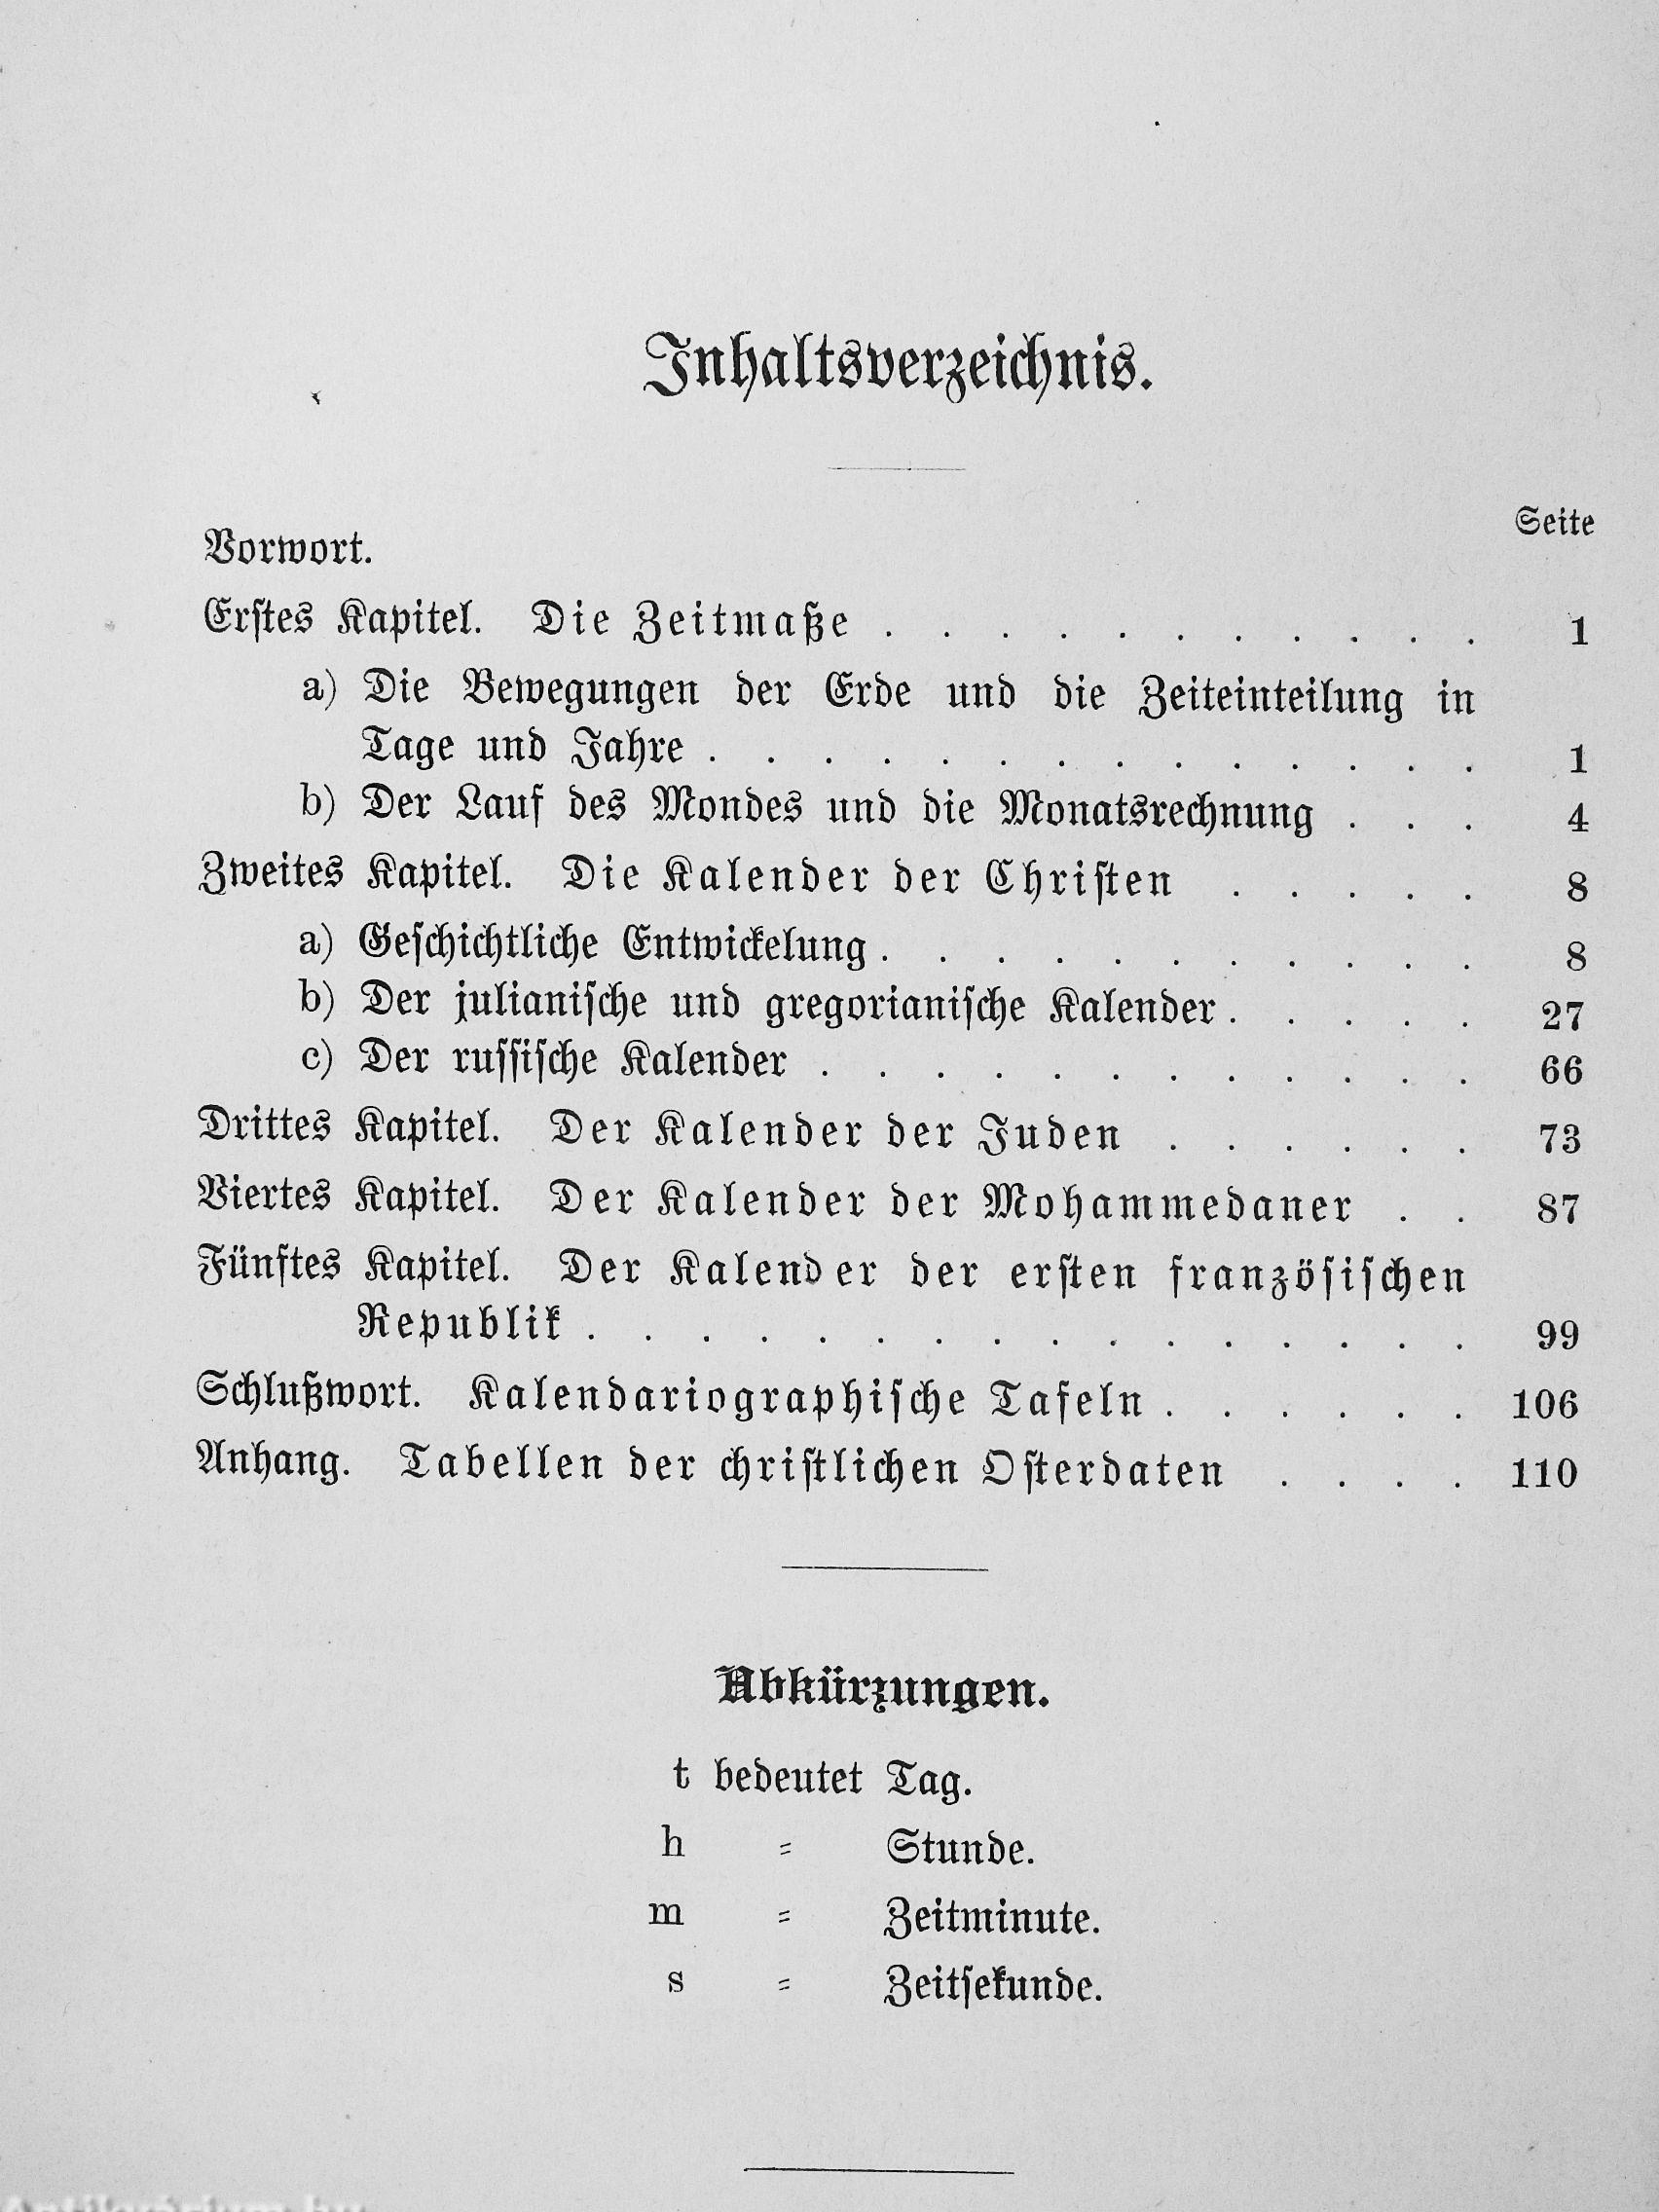 Inhaltsverzeichnis.
Seite
Vorwort.
Erſtes Kapitel. Die Zeitmaße . . . . . . . . . . . 1
a) Die Bewegungen der Erde und die Zeiteinteilung in
Tage und Jahre . . . . . . . . . . . . . . 1
b) Der Lauf des Mondes und die Monatsrechnung . . . 4
Zweites Kapitel. Die Kalender der Chriſten . . . . . 8
a) Geſchichtliche Entwickelung . . . . . . . . . . . 8
b) Der julianiſche und gregorianiſche Kalender . . . . . 27
c) Der ruſſiſche Kalender . . . . . . . . . . . . 66
Drittes Kapitel. Der Kalender der Juden . . . . . . 73
Viertes Kapitel. Der Kalender der Mohammedaner . . 87
Fünftes Kapitel. Der Kalender der erſten franzöſiſchen
Republik . . . . . . . . . . . . . . . . 99
Schlußwort. Kalendariographiſche Tafeln . . . . . . 106
Anhang. Tabellen der chriſtlichen Oſterdaten . . . . 110
Abkürzungen.
t bedeutet Tag.
h = Stunde.
m = Zeitminute.
s = Zeitſekunde.